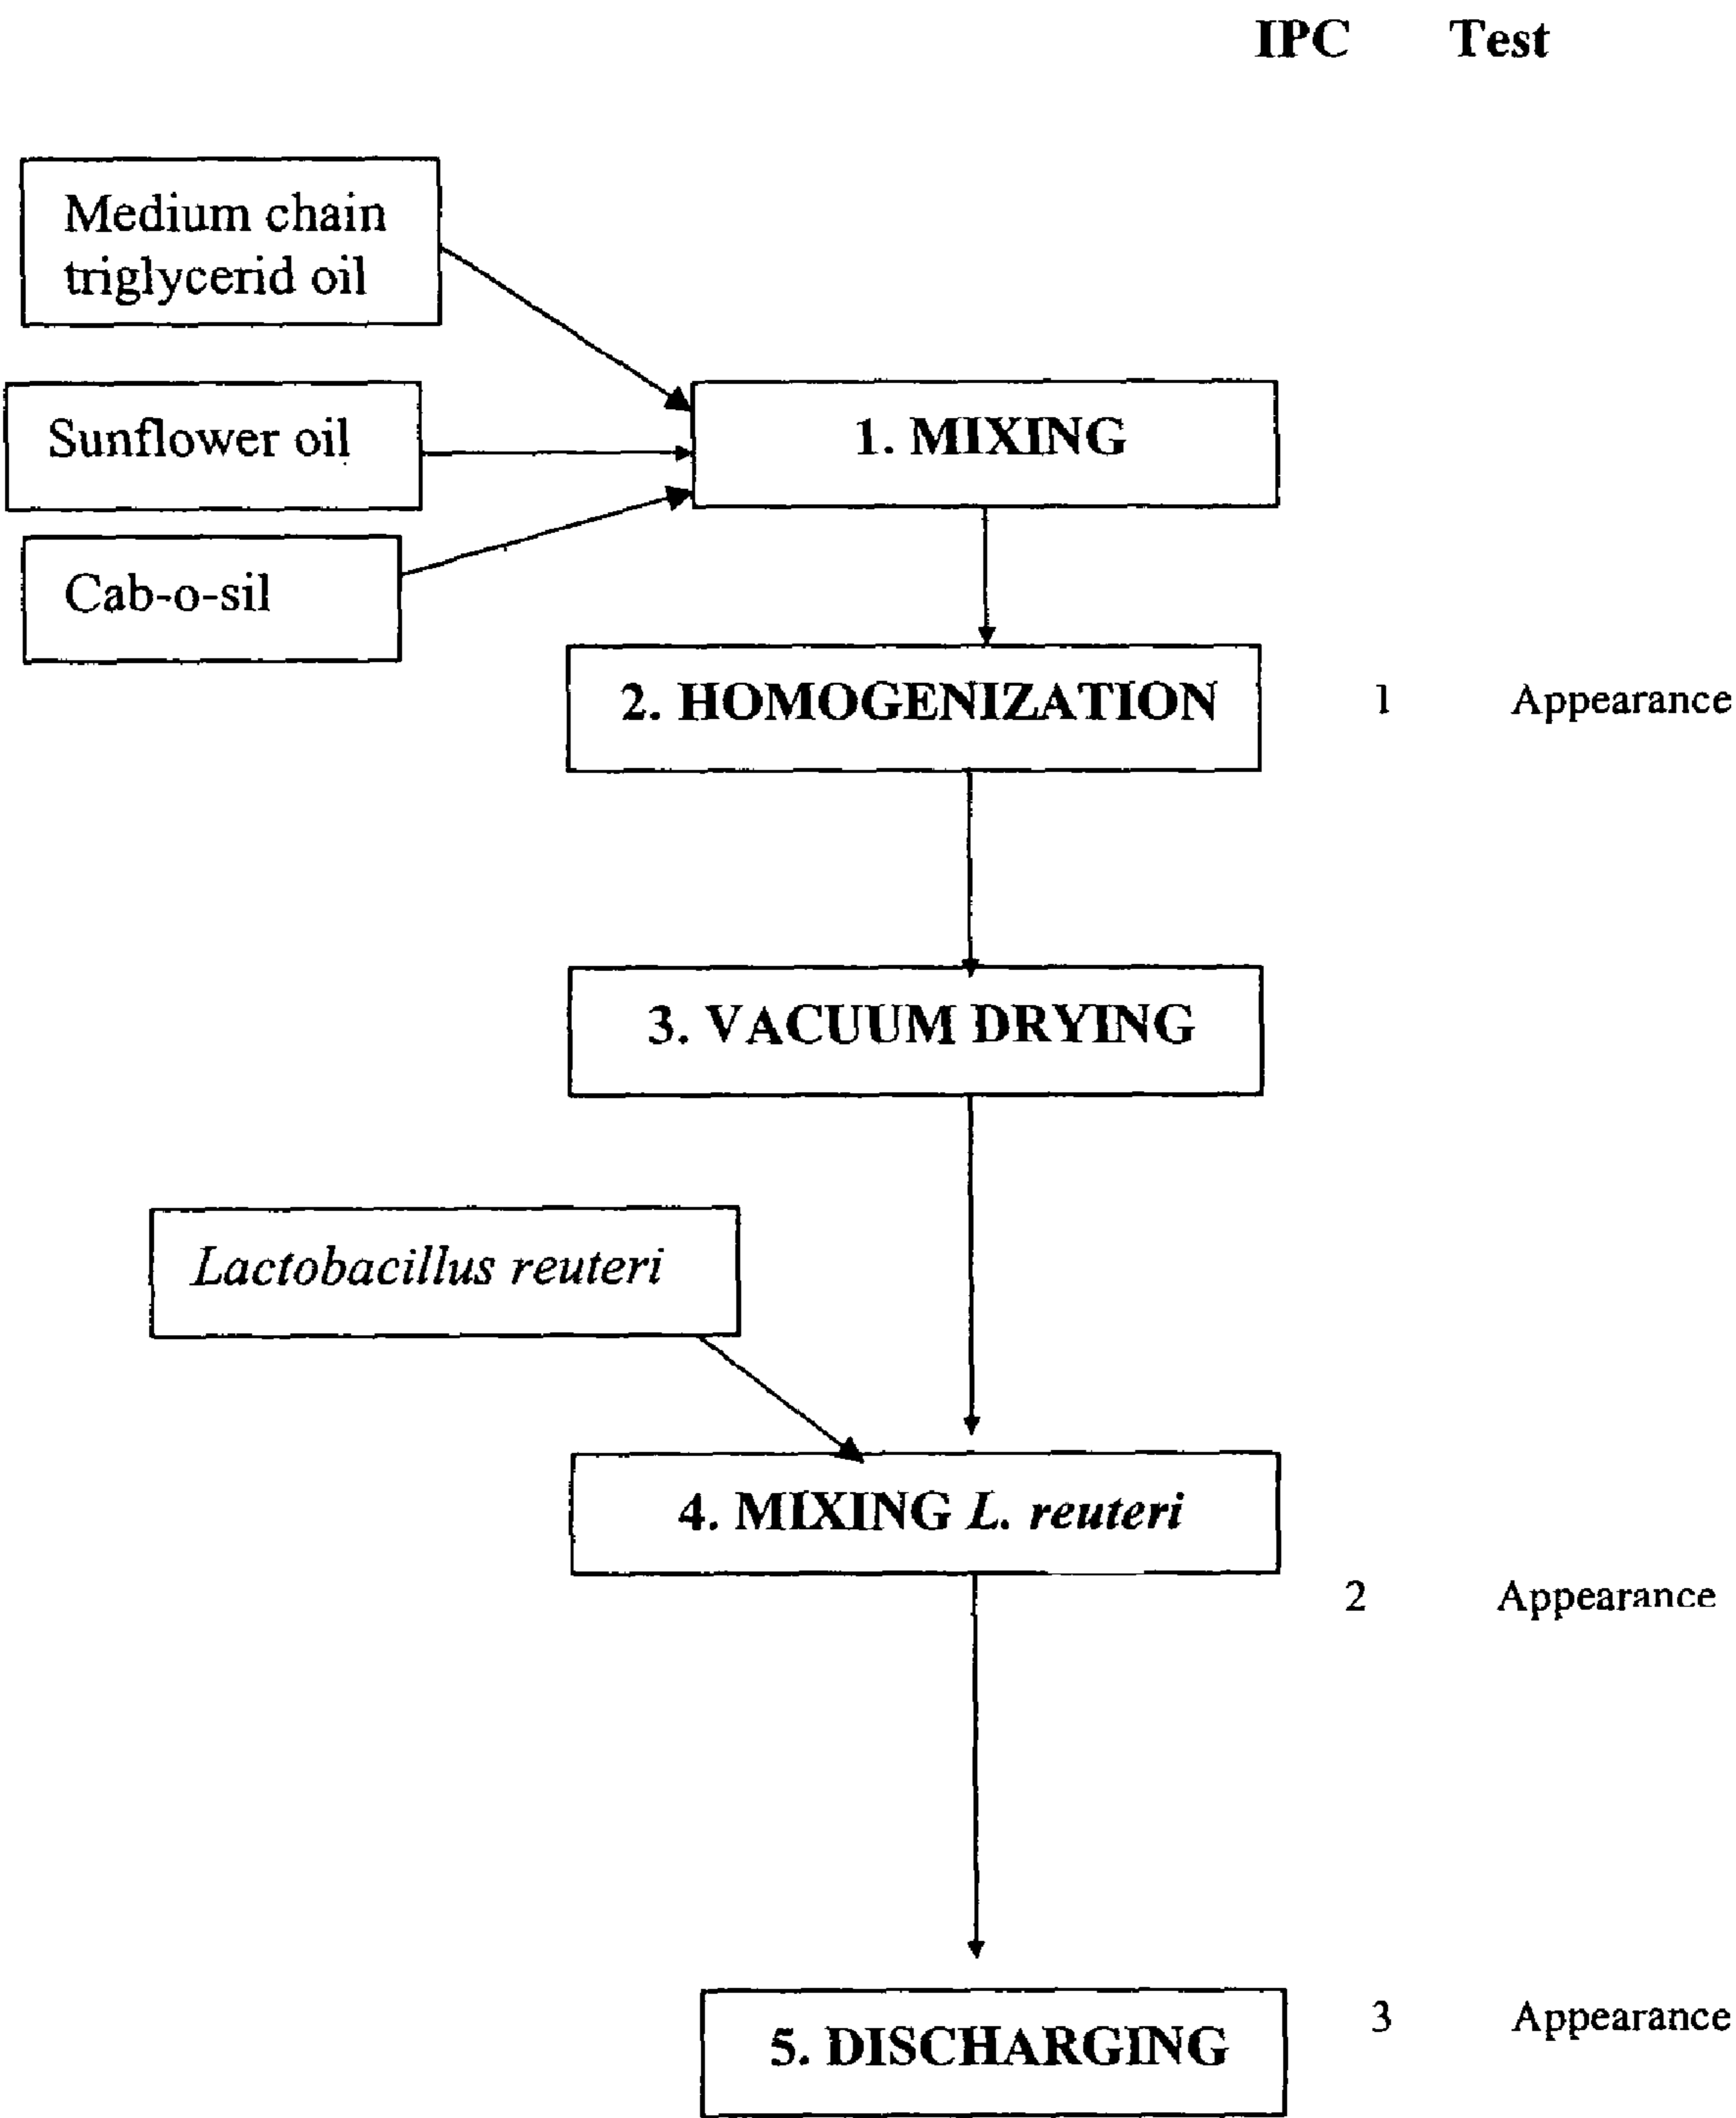 IPC Test
Medium chain
triglycerid oil
Sunflower oil
1. MIXING
Cab-o-sil
2. HOMOGENIZATION 1 Appearance
3. VACUUM DRYING
Lactobacillus reuteri
4. MIXING L. reuteri
2 Appearance
5. DISCHARGING 3 Appearance